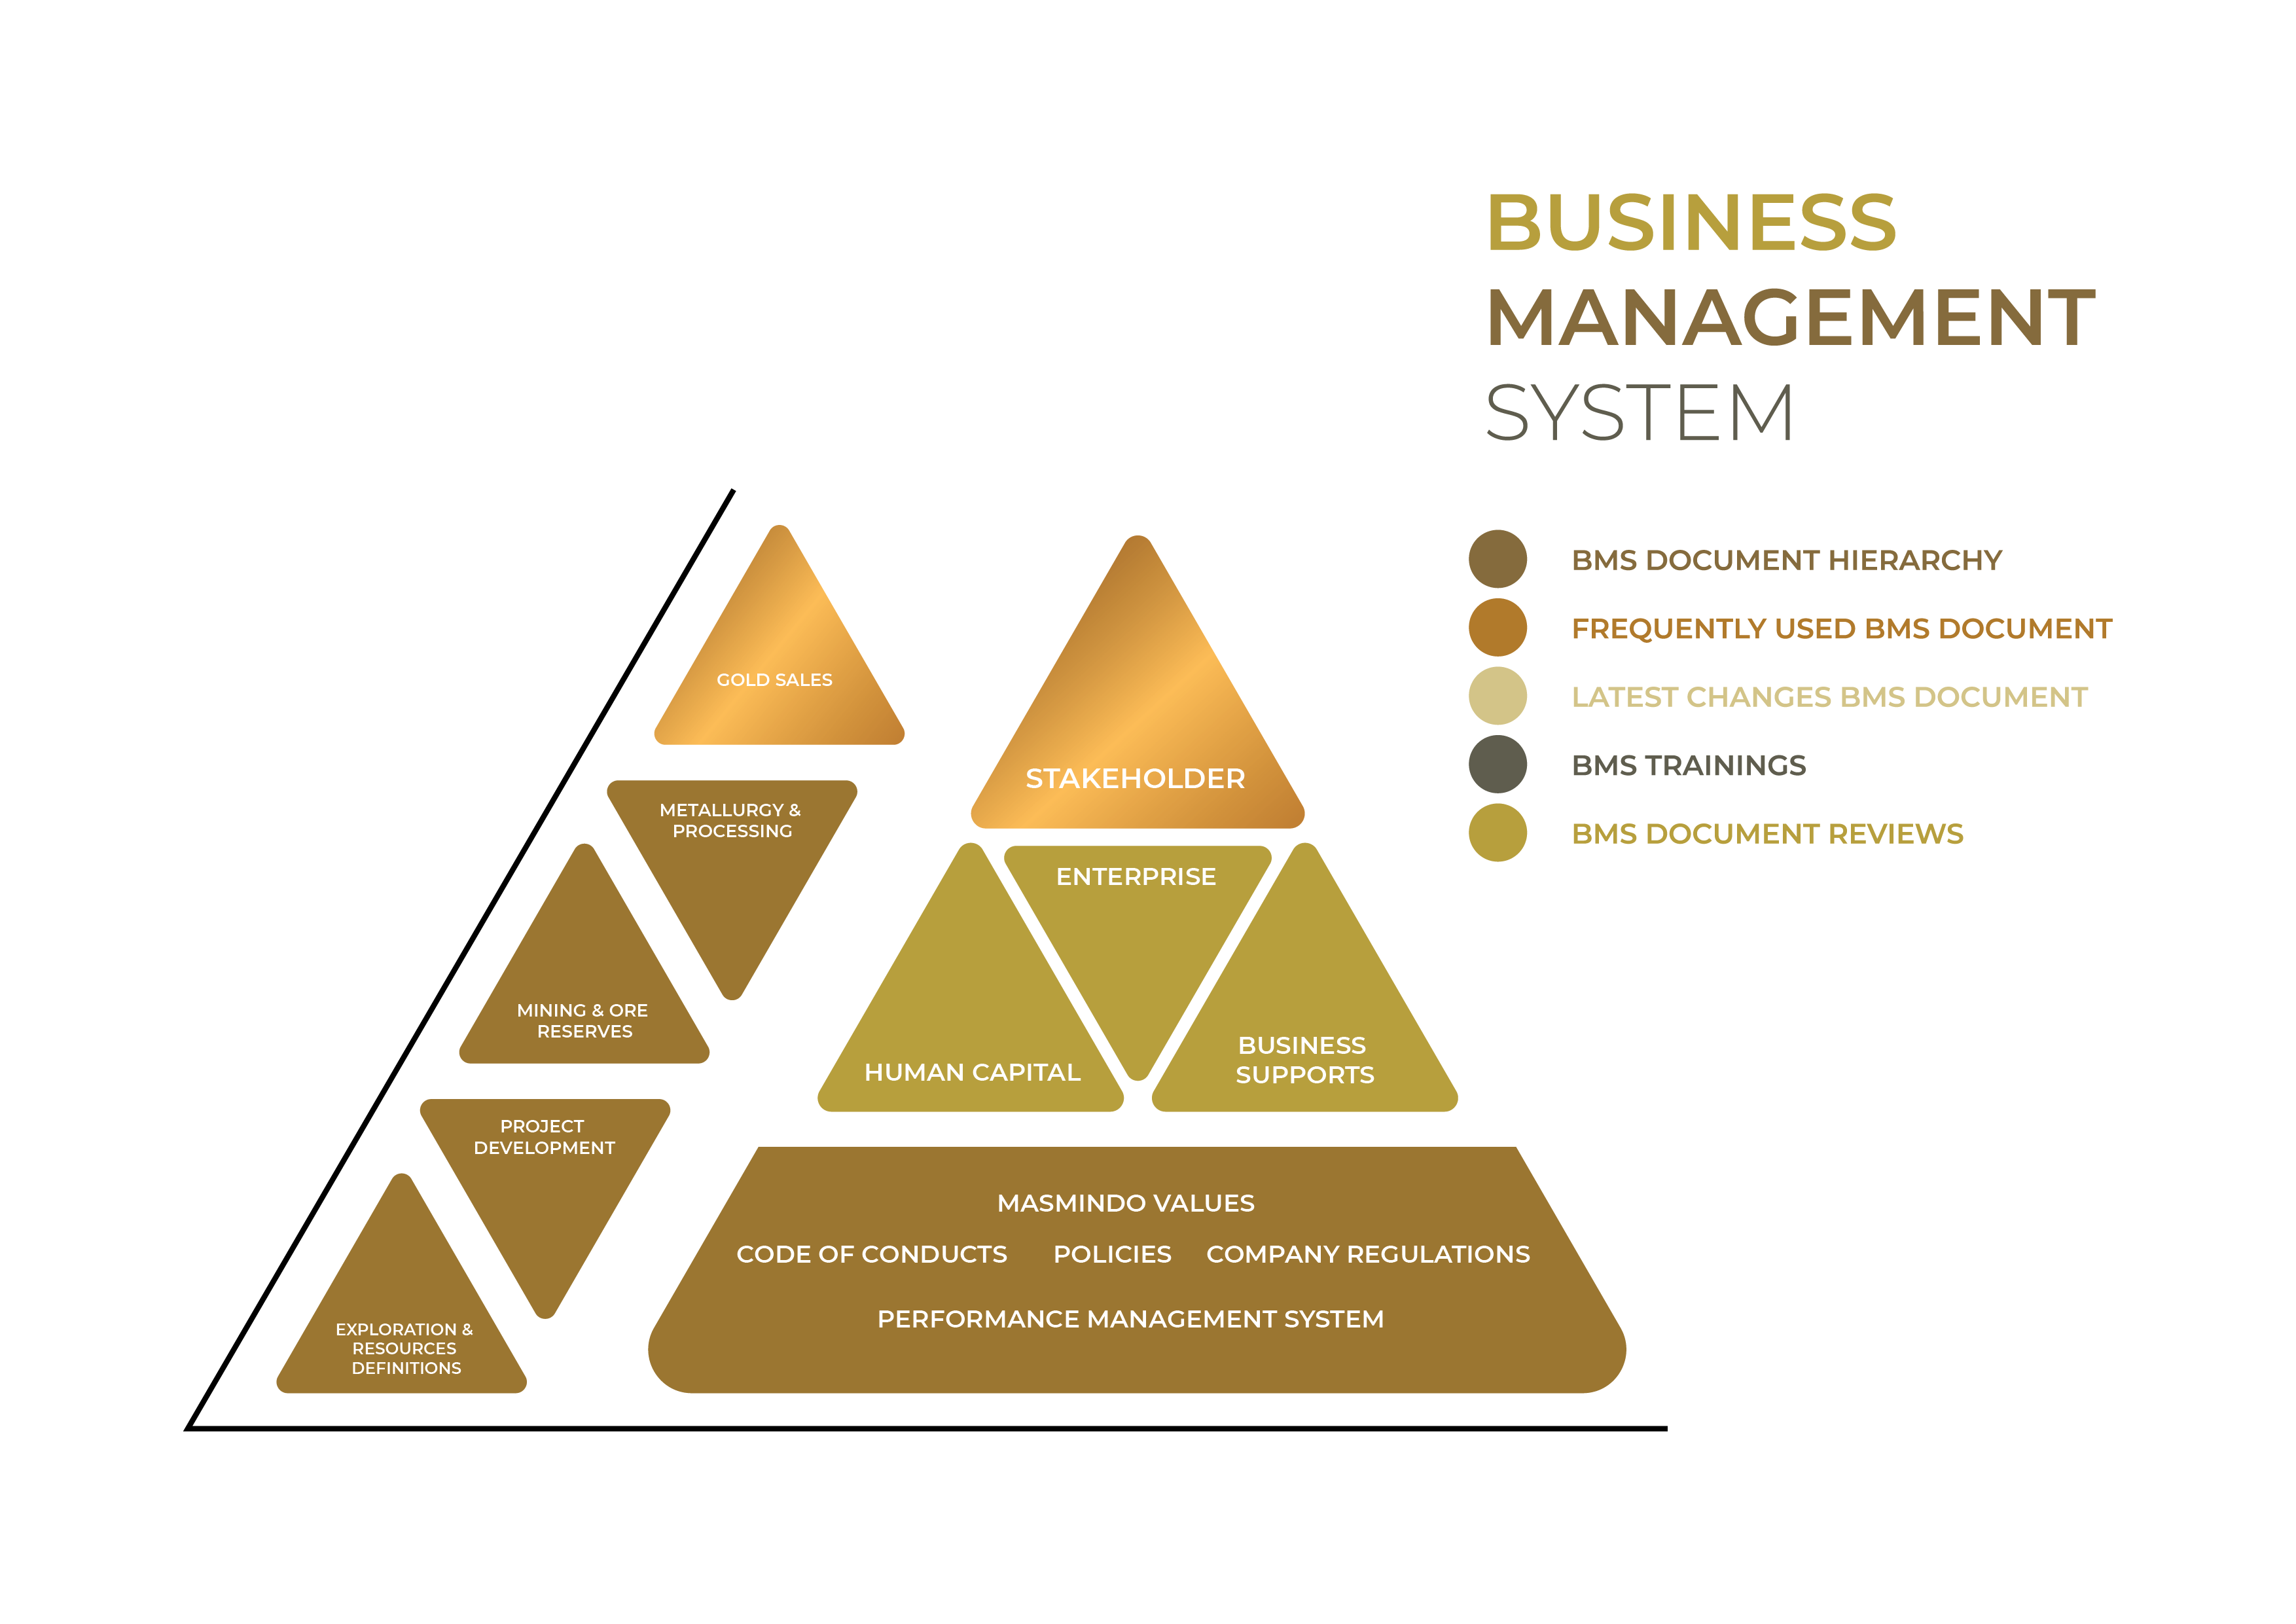 BUSINESS
MANAGEMENT
SYSTEM
BMS DOCUMENT HIERARCHY
FREQUENTLY USED BMS DOCUMENT
LATEST CHANGES BMS DOCUMENT
BMS TRAININGS
BMS DOCUMENT REVIEWS
GOLD SALES
METALLURGY &
PROCESSING
MINING & ORE
RESERVES
PROJECT
DEVELOPMENT
EXPLORATION &
RESOURCES
DEFINITIONS
STAKEHOLDER
ENTERPRISE
HUMAN CAPITAL
BUSINESS
SUPPORTS
MASMINDO VALUES
CODE OF CONDUCTS POLICIES COMPANY REGULATIONS
PERFORMANCE MANAGEMENT SYSTEM